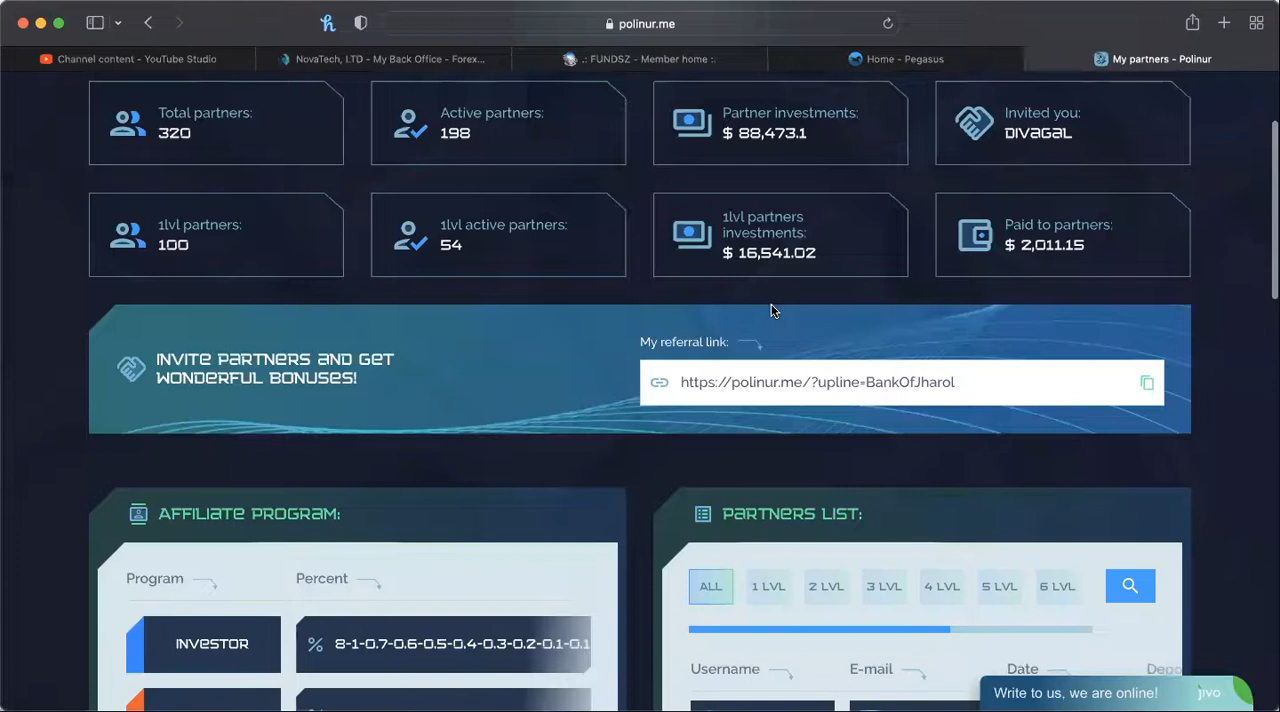 polinur.me
Channel content - YouTube Studio
NovaTech, LTD - My Back Office - Forex...
.: FUNDSZ - Member home :.
Home - Pegasus
My partners - Polinur
Total partners:
320
Active partners:
198
Partner investments:
$ 88,473.1
Invited you:
DIVAGAL
1lvl partners:
100
1lvl active partners:
54
1lvl partners
investments:
$ 16,541.02
Paid to partners:
$ 2,011.15
INVITE PARTNERS AND GET
WONDERFUL BONUSES!
My referral link:
https://polinur.me/?upline=BankOfJharol
AFFILIATE PROGRAM:
Program
Percent
INVESTOR
% 8-1-0.7-0.6-0.5-0.4-0.3-0.2-0.1-0.1
PARTNERS LIST:
ALL
1 LVL
2 LVL
3 LVL
4 LVL
5 LVL
6 LVL
Username
E-mail
Date
Depo
Write to us, we are online!
jivo